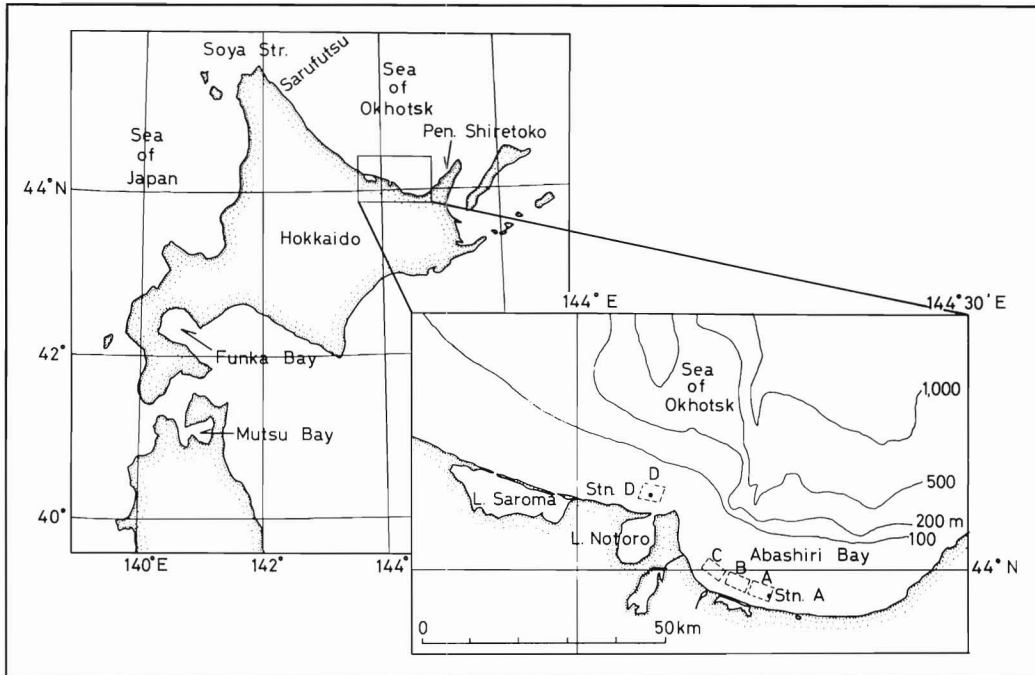 Soya Str.
Sarufutsu
Sea
of
Okhotsk
Pen. Shiretoko
Sea
of
Japan
44°N
Hokkaido
144° E
144°30'E
42°
Funka Bay
Mutsu Bay
40°
140°E
142°
144°
Sea
of
Okhotsk
1,000
500
200 m
100
D
Stn. D
L. Saroma
L. Notoro
Abashiri Bay
C
B
A
Stn. A
44°N
0
50 km